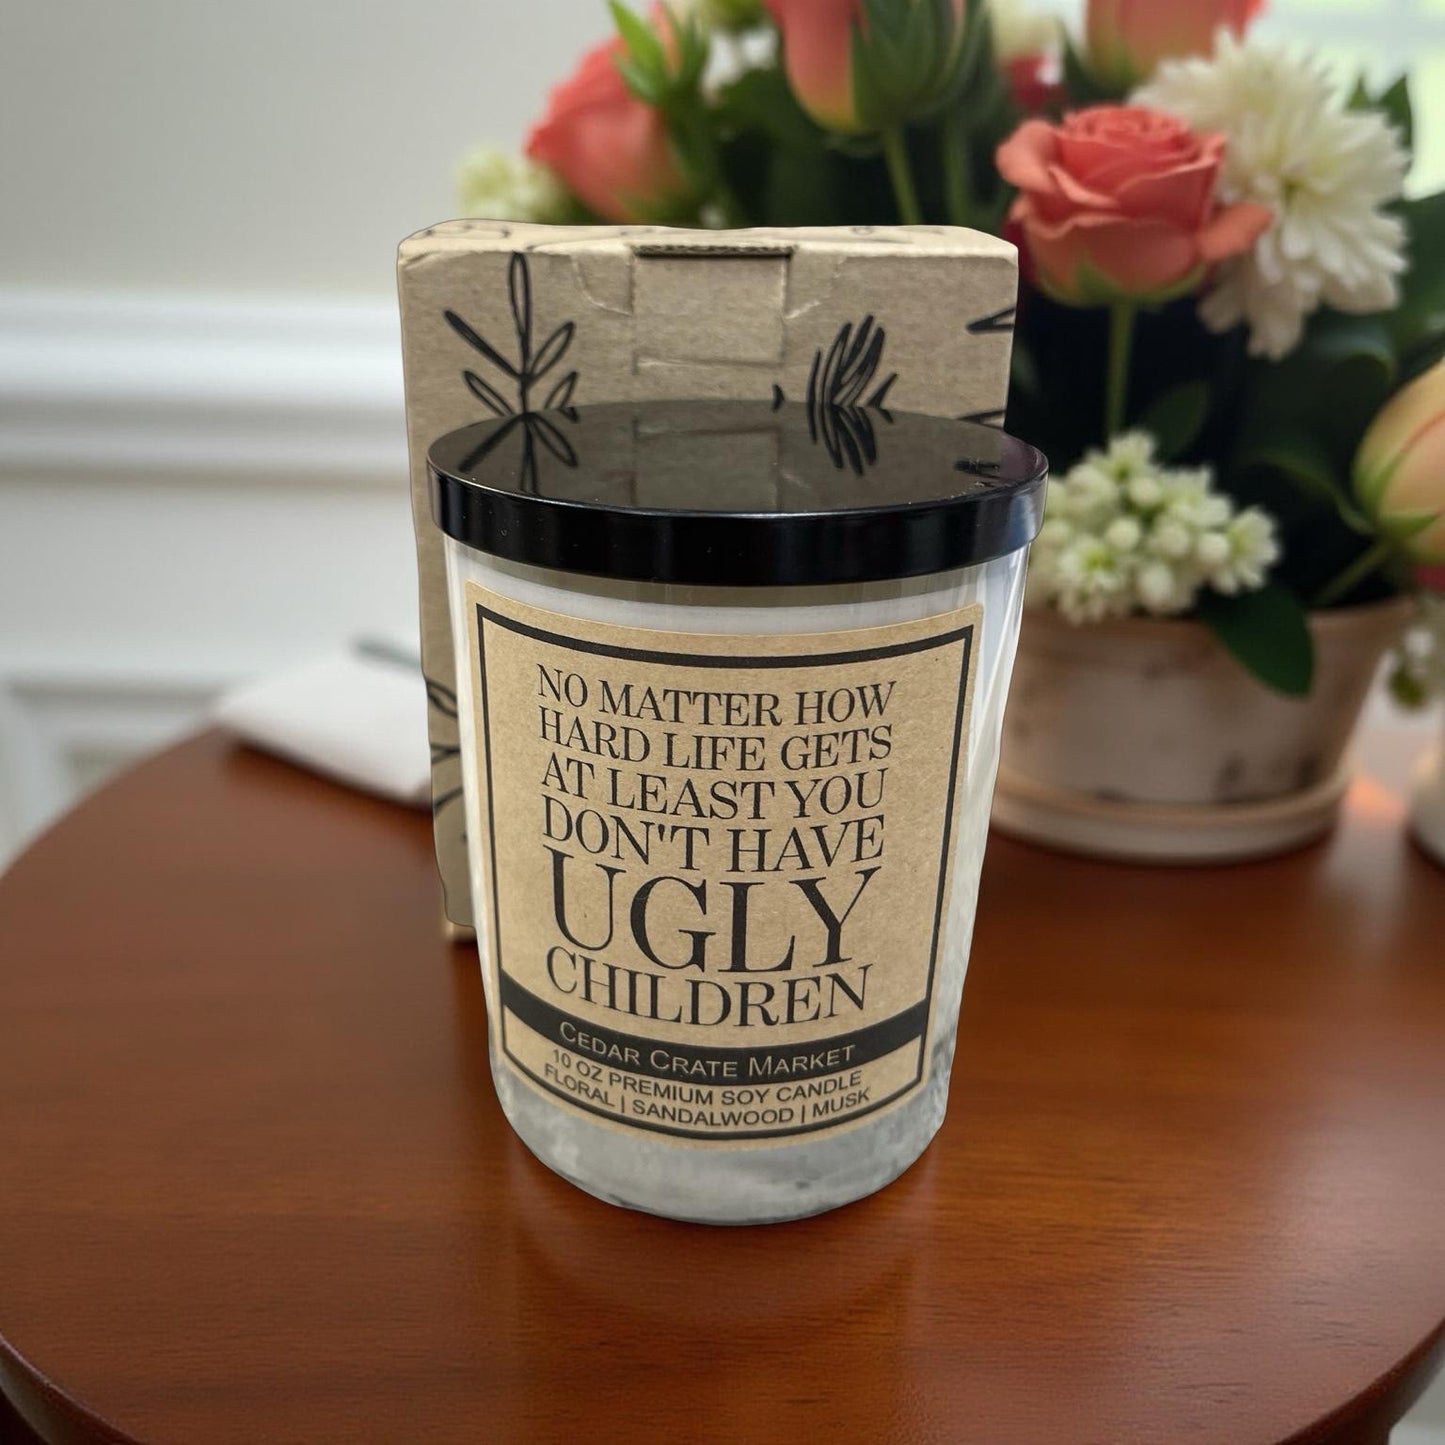 NO MATTER HOW
HARD LIFE GETS
AT LEAST YOU
DON'T HAVE
UGLY
CHILDREN
CEDAR CRATE MARKET
10 OZ PREMIUM SOY CANDLE
FLORAL | SANDALWOOD | MUSK